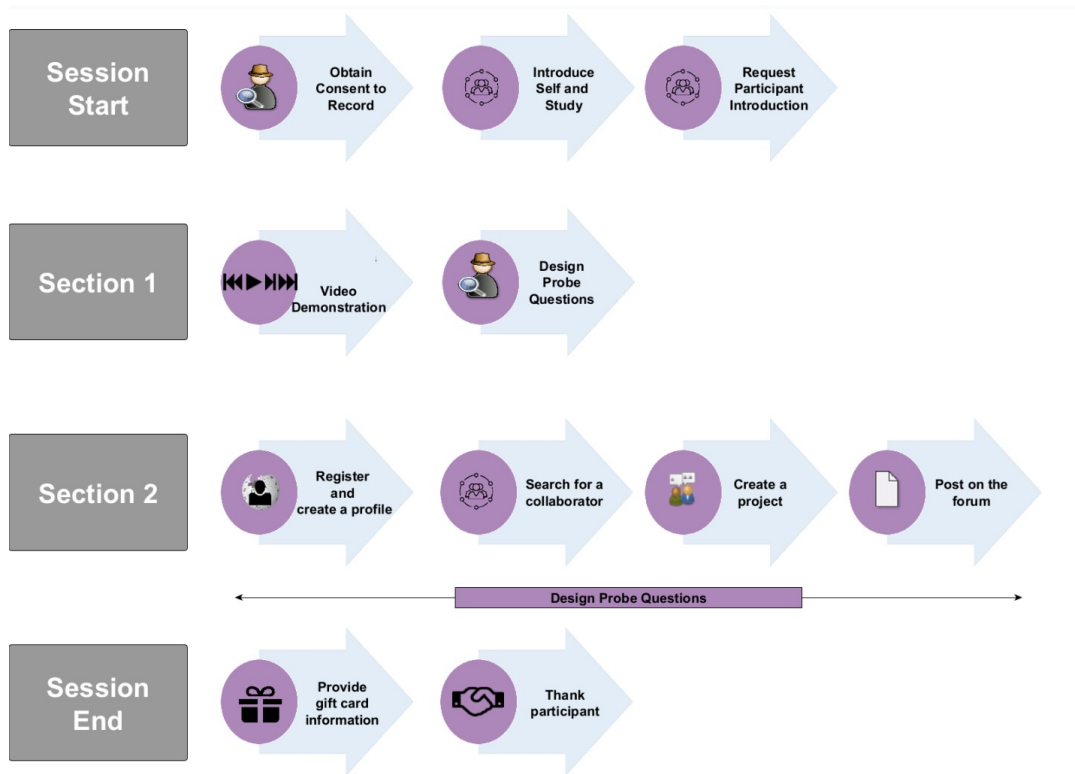 Session
Start
Obtain
Consent to
Record
Introduce
Self and
Study
Request
Participant
Introduction
Section 1
Video
Demonstration
Design
Probe
Questions
Section 2
Register
and
create a profile
Search for a
collaborator
Create a
project
Post on the
forum
Design Probe Questions
Session
End
Provide
gift card
information
Thank
participant